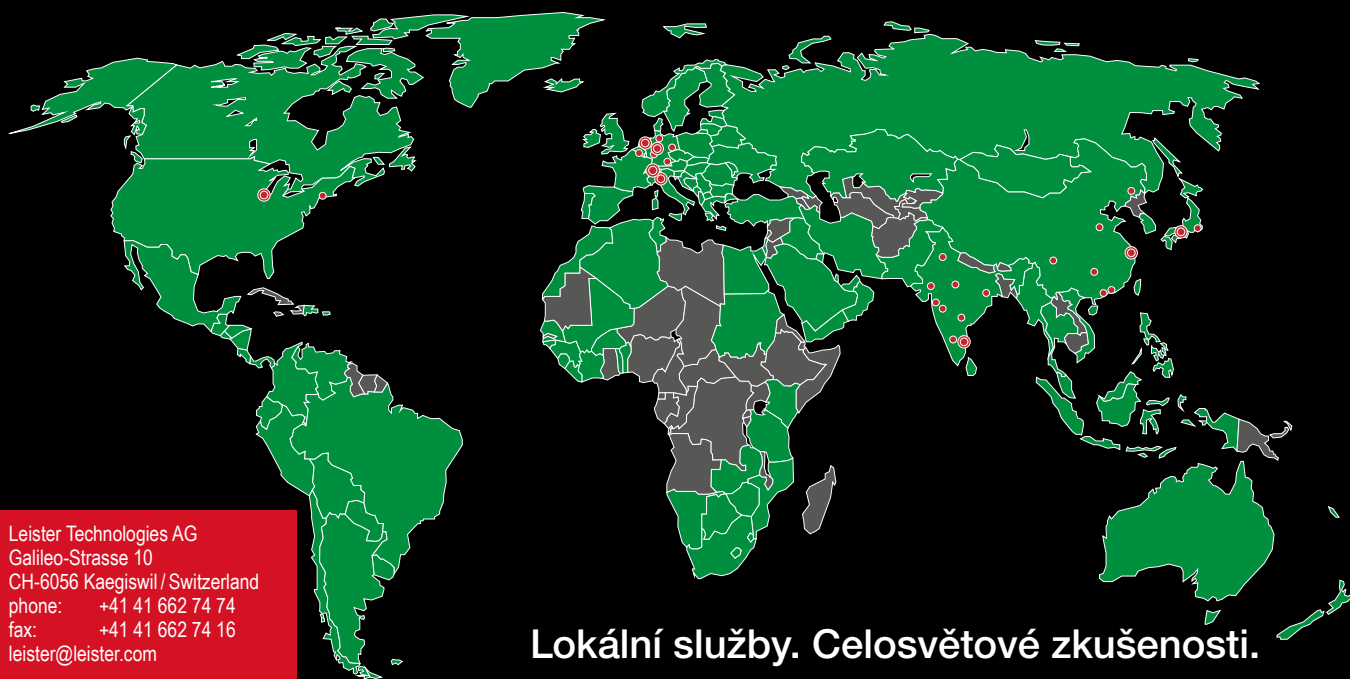 Leister Technologies AG
Galileo-Strasse 10
CH-6056 Kaegiswil / Switzerland
phone: +41 41 662 74 74
fax: +41 41 662 74 16
leister@leister.com
Lokální služby. Celosvětové zkušenosti.